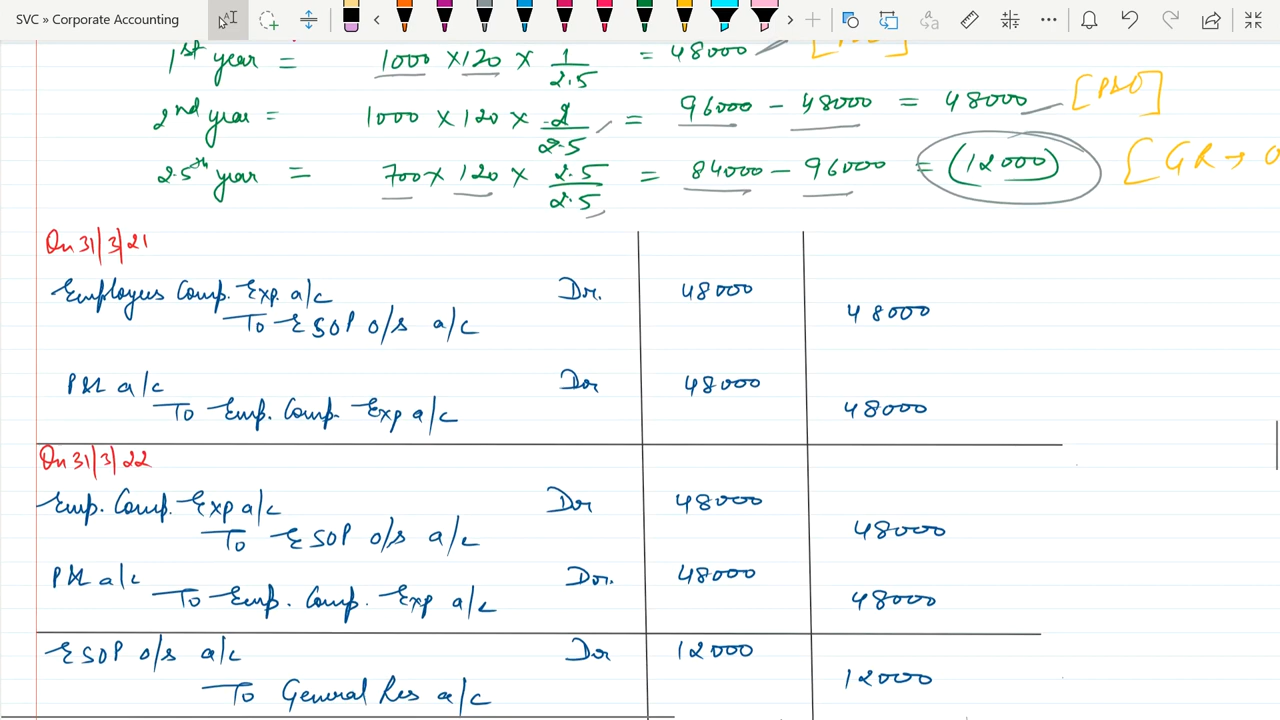 SVC > Corporate Accounting
1st year = 1000 × 120 × 1/2.5 = 48000
2nd year = 1000 × 120 × 2/2.5 = 96000 - 48000 = 48000 [P&L]
2.5th year = 700 × 120 × 2.5/2.5 = 84000 - 96000 = (12000) [GR →
On 31/3/21
Employees Comp. Exp. a/c Dr. 48000
To ESOP o/s a/c 48000
P&L a/c Dr 48000
To Emp. Comp. Exp a/c 48000
On 31/3/22
Emp. Comp. Exp a/c Dr 48000
To ESOP o/s a/c 48000
P&L a/c Dr. 48000
To Emp. Comp. Exp a/c 48000
ESOP o/s a/c Dr 12000
To General Res a/c 12000